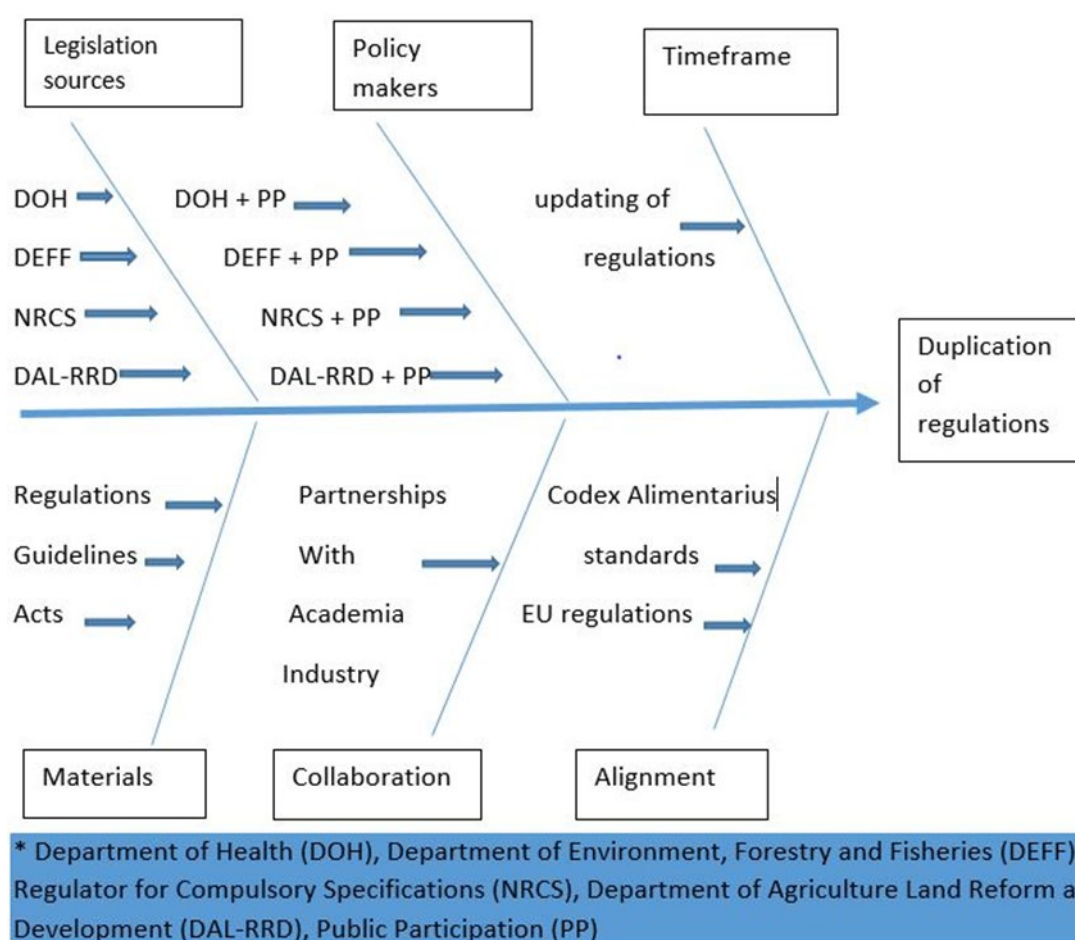 Legislation
sources
Policy
makers
Timeframe
DOH
DEFF
NRCS
DAL-RRD
DOH + PP
DEFF + PP
NRCS + PP
DAL-RRD + PP
updating of
regulations
Duplication
of
regulations
Regulations
Guidelines
Acts
Partnerships
With
Academia
Industry
Codex Alimentarius
standards
EU regulations
Materials
Collaboration
Alignment
* Department of Health (DOH), Department of Environment, Forestry and Fisheries (DEFF)
Regulator for Compulsory Specifications (NRCS), Department of Agriculture Land Reform a
Development (DAL-RRD), Public Participation (PP)